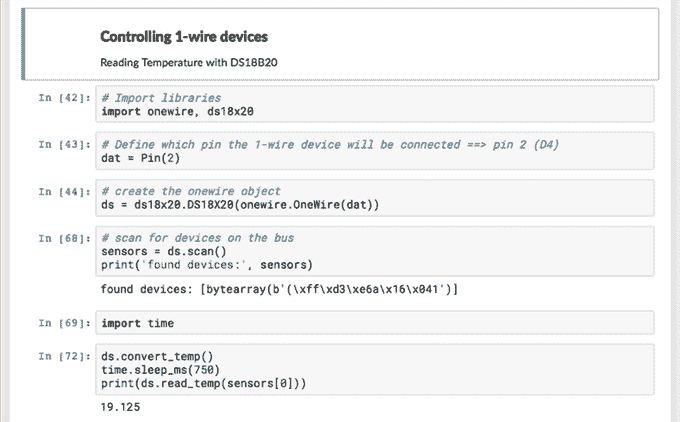 Controlling 1-wire devices
Reading Temperature with DS18B20
In [42]: # Import libraries
import onewire, ds18x20
In [43]: # Define which pin the 1-wire device will be connected ==> pin 2 (D4)
dat = Pin(2)
In [44]: # create the onewire object
ds = ds18x20.DS18X20(onewire.OneWire(dat))
In [68]: # scan for devices on the bus
sensors = ds.scan()
print('found devices:', sensors)
found devices: [bytearray(b'(\xff\xd3\xe6a\x16\x041')]
In [69]: import time
In [72]: ds.convert_temp()
time.sleep_ms(750)
print(ds.read_temp(sensors[0]))
19.125